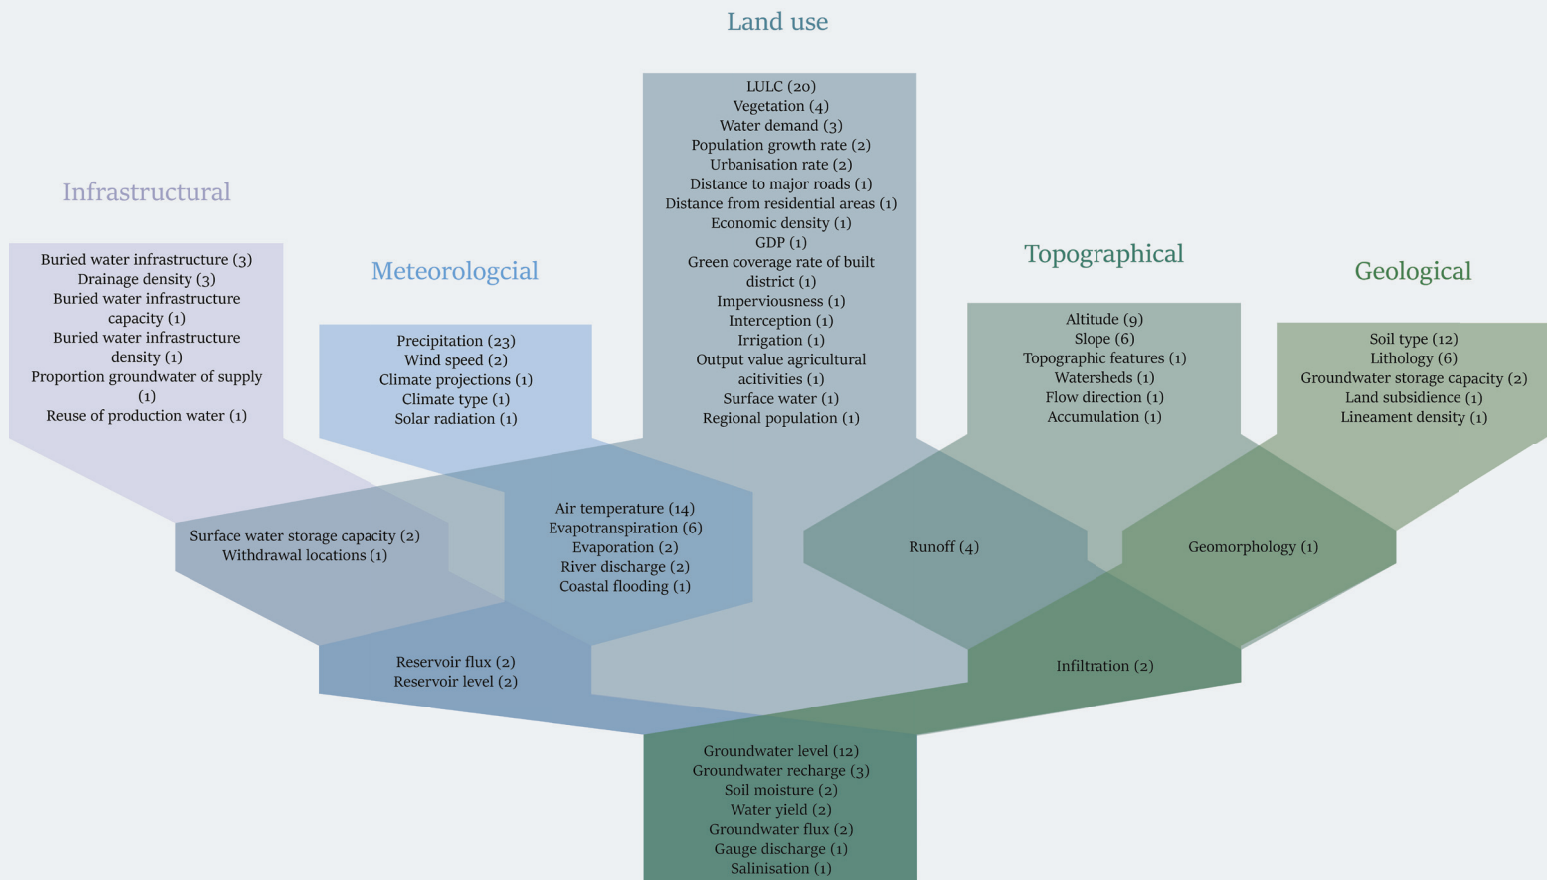 Land use
LULC (20)
Vegetation (4)
Water demand (3)
Population growth rate (2)
Urbanisation rate (2)
Distance to major roads (1)
Distance from residential areas (1)
Economic density (1)
GDP (1)
Green coverage rate of built
district (1)
Imperviousness (1)
Interception (1)
Irrigation (1)
Output value agricultural
acitivities (1)
Surface water (1)
Regional population (1)
Infrastructural
Buried water infrastructure (3)
Drainage density (3)
Buried water infrastructure
capacity (1)
Buried water infrastructure
density (1)
Proportion groundwater of supply
(1)
Reuse of production water (1)
Meteorologcial
Precipitation (23)
Wind speed (2)
Climate projections (1)
Climate type (1)
Solar radiation (1)
Topographical
Altitude (9)
Slope (6)
Topographic features (1)
Watersheds (1)
Flow direction (1)
Accumulation (1)
Geological
Soil type (12)
Lithology (6)
Groundwater storage capacity (2)
Land subsidience (1)
Lineament density (1)
Surface water storage capacity (2)
Withdrawal locations (1)
Air temperature (14)
Evapotranspiration (6)
Evaporation (2)
River discharge (2)
Coastal flooding (1)
Runoff (4)
Geomorphology (1)
Reservoir flux (2)
Reservoir level (2)
Infiltration (2)
Groundwater level (12)
Groundwater recharge (3)
Soil moisture (2)
Water yield (2)
Groundwater flux (2)
Gauge discharge (1)
Salinisation (1)